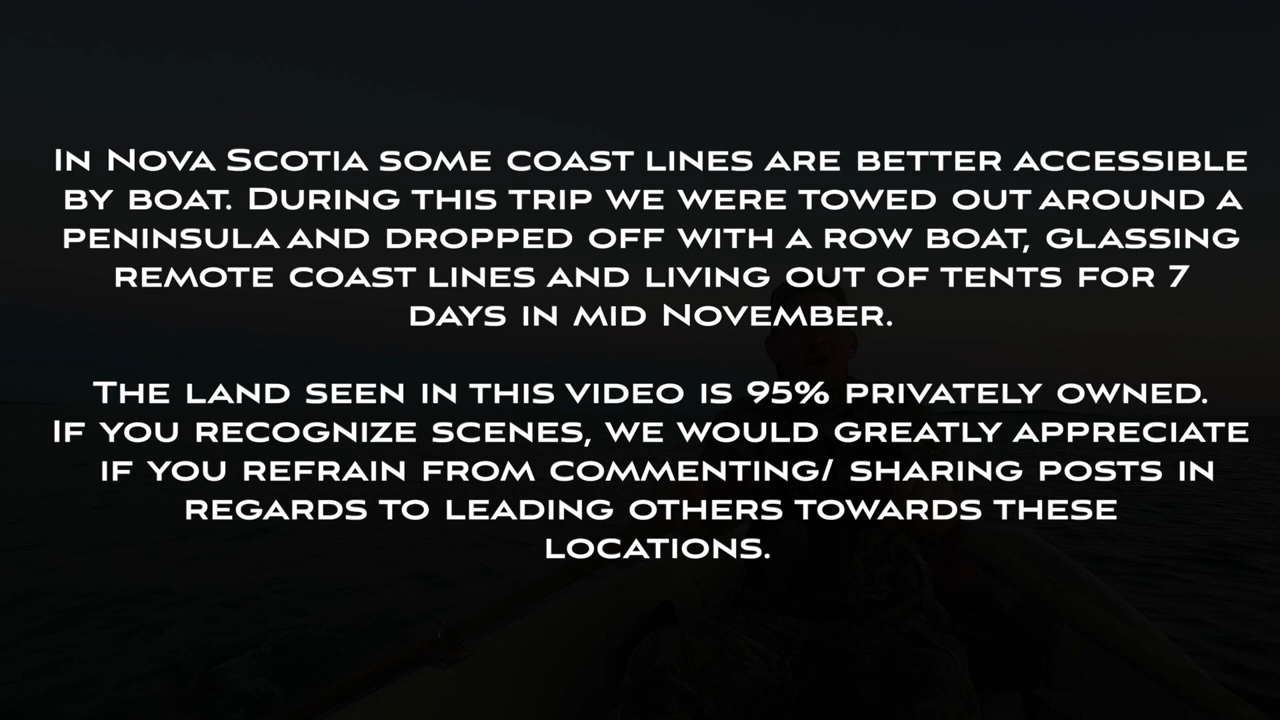 In Nova Scotia some coast lines are better accessible
by boat. During this trip we were towed out around a
peninsula and dropped off with a row boat, glassing
remote coast lines and living out of tents for 7
days in mid November.
The land seen in this video is 95% privately owned.
If you recognize scenes, we would greatly appreciate
if you refrain from commenting/ sharing posts in
regards to leading others towards these
locations.